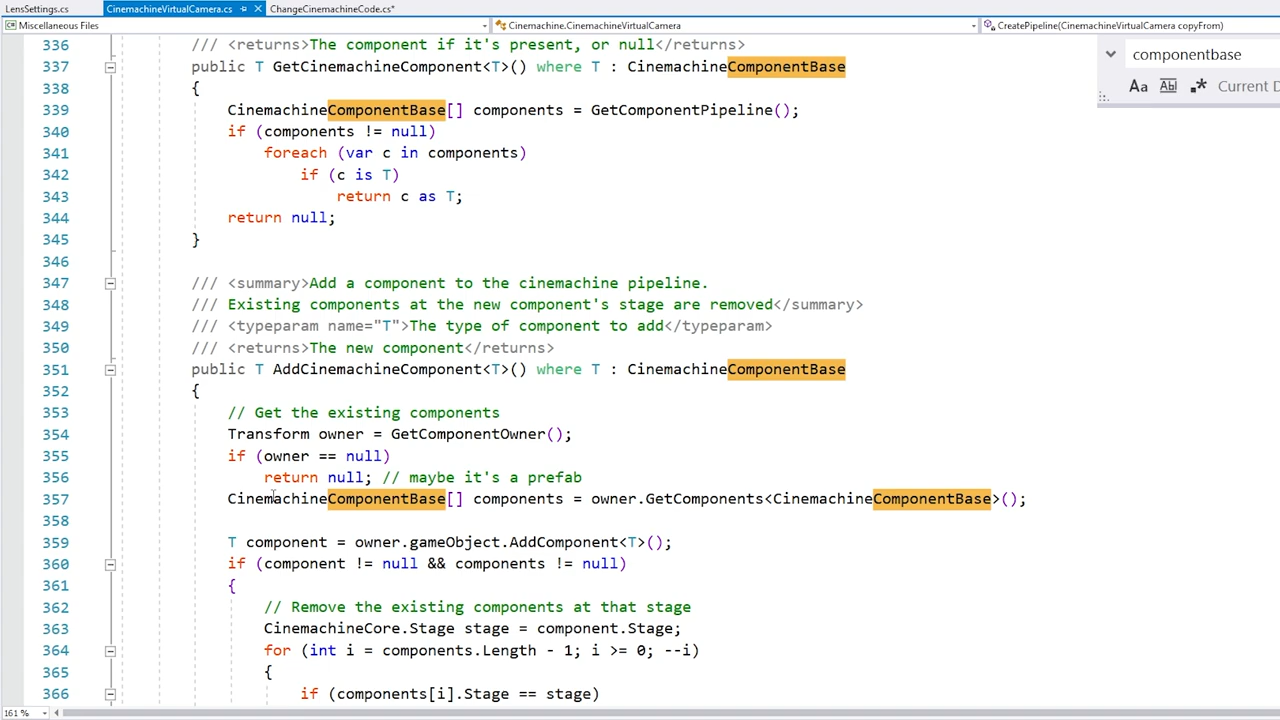 LensSettings.cs CinemachineVirtualCamera.cs ChangeCinemachineCode.cs*
Miscellaneous Files Cinemachine.CinemachineVirtualCamera CreatePipeline(CinemachineVirtualCamera copyFrom)
componentbase
Aa Abl .* Current D
336 /// <returns>The component if it's present, or null</returns>
337 public T GetCinemachineComponent<T>() where T : CinemachineComponentBase
338 {
339 CinemachineComponentBase[] components = GetComponentPipeline();
340 if (components != null)
341 foreach (var c in components)
342 if (c is T)
343 return c as T;
344 return null;
345 }
346
347 /// <summary>Add a component to the cinemachine pipeline.
348 /// Existing components at the new component's stage are removed</summary>
349 /// <typeparam name="T">The type of component to add</typeparam>
350 /// <returns>The new component</returns>
351 public T AddCinemachineComponent<T>() where T : CinemachineComponentBase
352 {
353 // Get the existing components
354 Transform owner = GetComponentOwner();
355 if (owner == null)
356 return null; // maybe it's a prefab
357 CinemachineComponentBase[] components = owner.GetComponents<CinemachineComponentBase>();
358
359 T component = owner.gameObject.AddComponent<T>();
360 if (component != null && components != null)
361 {
362 // Remove the existing components at that stage
363 CinemachineCore.Stage stage = component.Stage;
364 for (int i = components.Length - 1; i >= 0; --i)
365 {
366 if (components[i].Stage == stage)
161 %